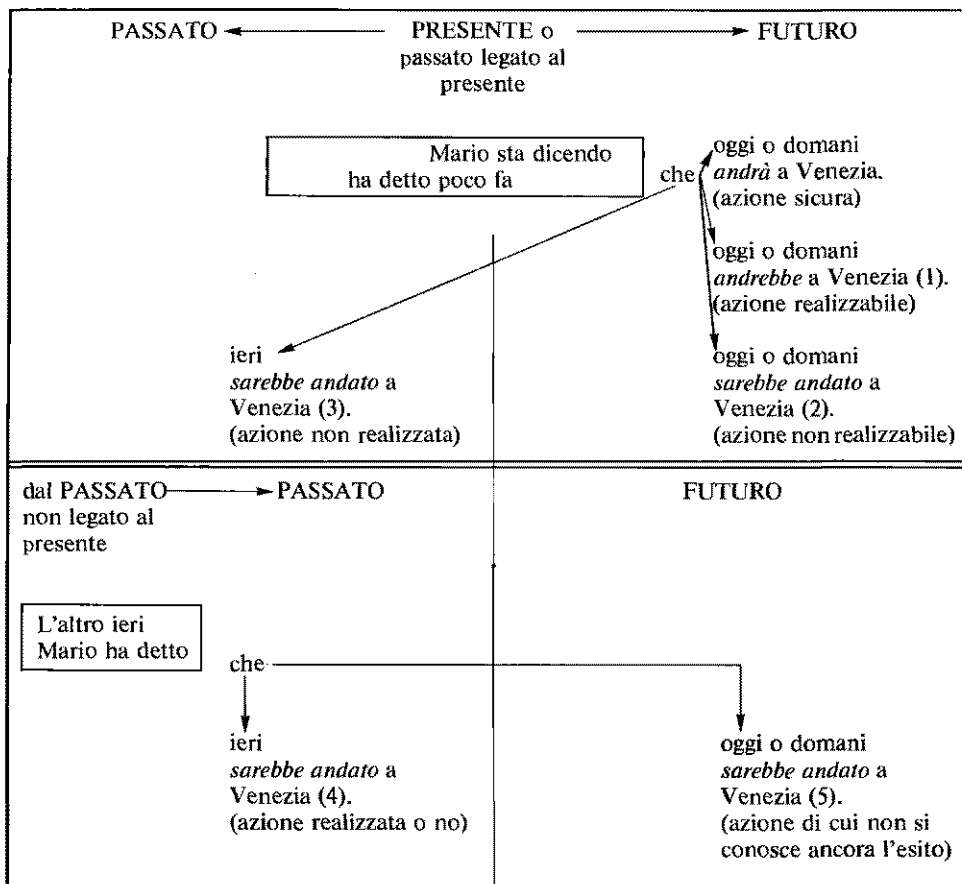 PASSATO PRESENTE o FUTURO
passato legato al
presente
Mario sta dicendo
ha detto poco fa
che
oggi o domani
andrà a Venezia.
(azione sicura)
oggi o domani
andrebbe a Venezia (1).
(azione realizzabile)
ieri
sarebbe andato a
Venezia (3).
(azione non realizzata)
oggi o domani
sarebbe andato a
Venezia (2).
(azione non realizzabile)
dal PASSATO PASSATO FUTURO
non legato al
presente
L'altro ieri
Mario ha detto
che
ieri
sarebbe andato a
Venezia (4).
(azione realizzata o no)
oggi o domani
sarebbe andato a
Venezia (5).
(azione di cui non si
conosce ancora l'esito)